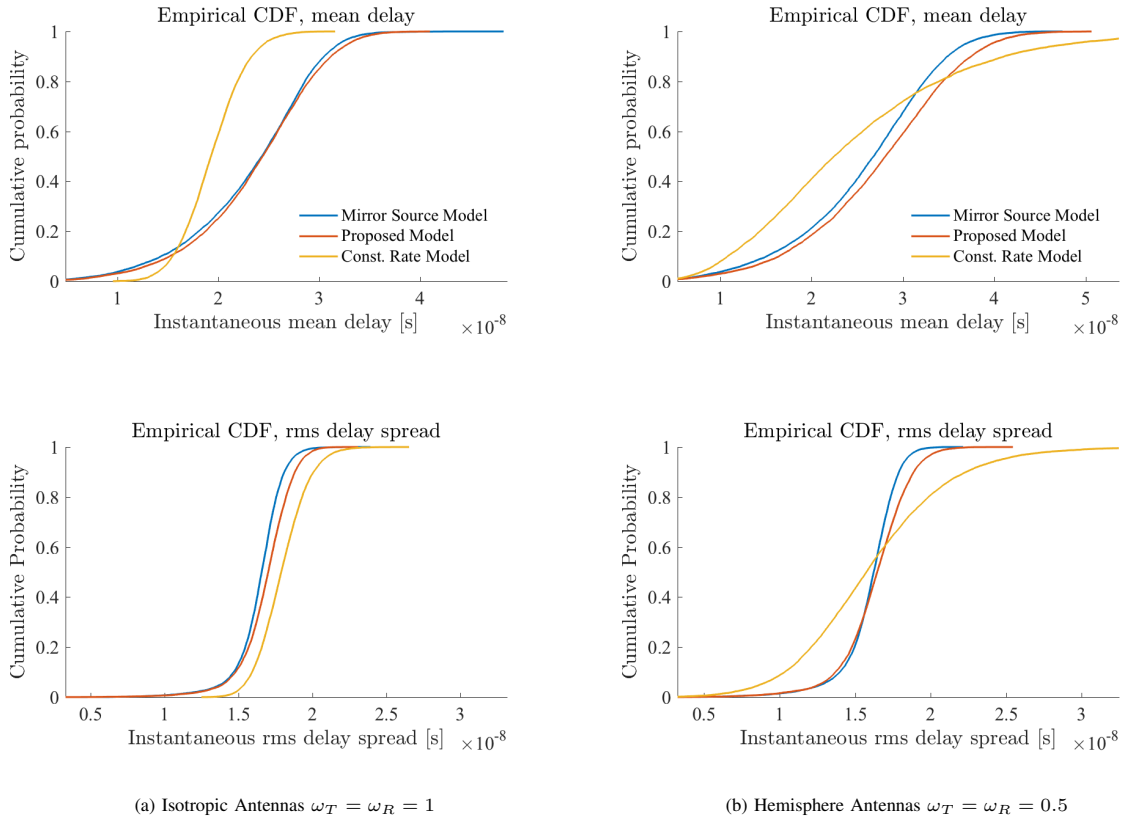 Empirical CDF, mean delay
1
0.8
0.6
0.4
0.2
0
Cumulative probability
Mirror Source Model
Proposed Model
Const. Rate Model
1
2
3
4
Instantaneous mean delay [s]
×10⁻⁸
Empirical CDF, mean delay
1
0.8
0.6
0.4
0.2
0
Cumulative probability
Mirror Source Model
Proposed Model
Const. Rate Model
1
2
3
4
5
Instantaneous mean delay [s]
×10⁻⁸
Empirical CDF, rms delay spread
1
0.8
0.6
0.4
0.2
0
Cumulative Probability
0.5
1
1.5
2
2.5
3
Instantaneous rms delay spread [s]
×10⁻⁸
Empirical CDF, rms delay spread
1
0.8
0.6
0.4
0.2
0
Cumulative Probability
0.5
1
1.5
2
2.5
3
Instantaneous rms delay spread [s]
×10⁻⁸
(a) Isotropic Antennas ω_T = ω_R = 1
(b) Hemisphere Antennas ω_T = ω_R = 0.5